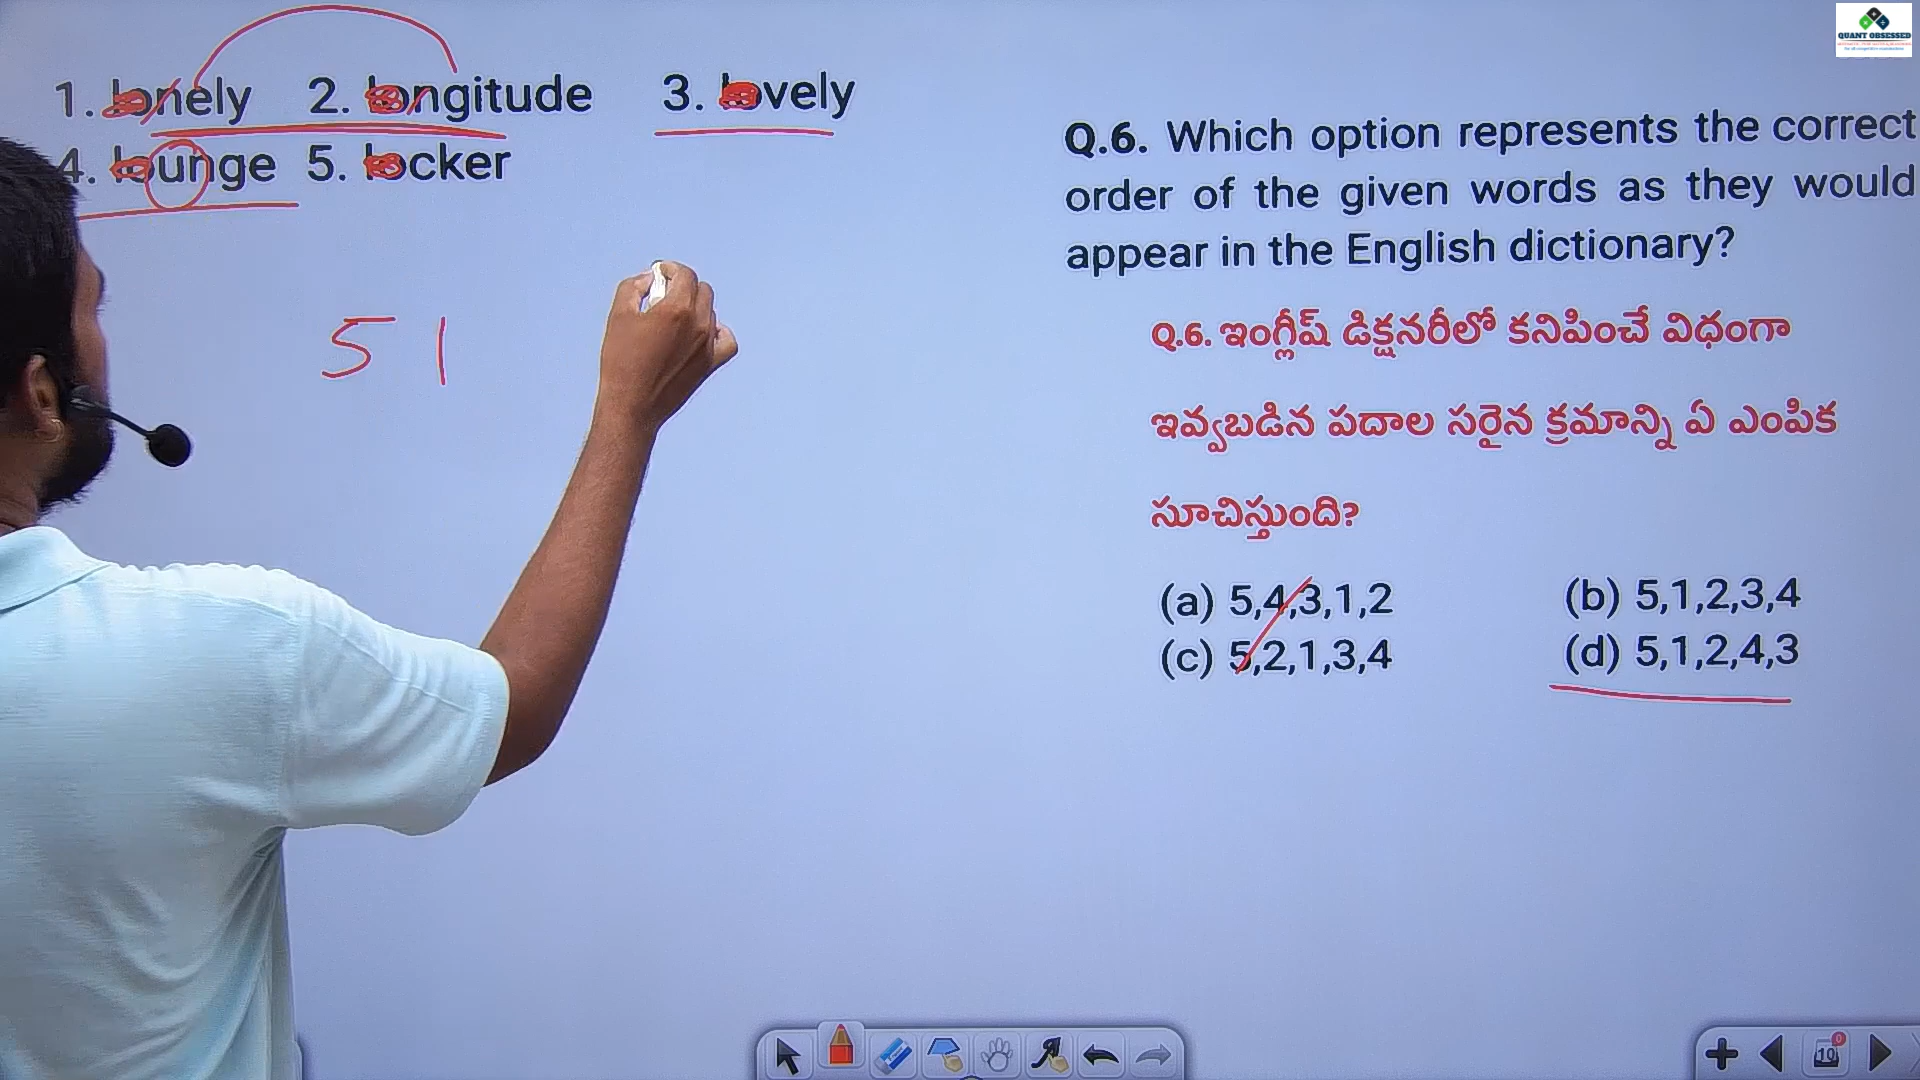 QUANT OBSESSED
1. lonely 2. longitude 3. lovely
4. lounge 5. locker
5 1
Q.6. Which option represents the correct
order of the given words as they would
appear in the English dictionary?
Q.6. ఇంగ్లీష్ డిక్షనరీలో కనిపించే విధంగా
ఇవ్వబడిన పదాల సరైన క్రమాన్ని ఏ ఎంపిక
సూచిస్తుంది?
(a) 5,4,3,1,2 (b) 5,1,2,3,4
(c) 5,2,1,3,4 (d) 5,1,2,4,3
10